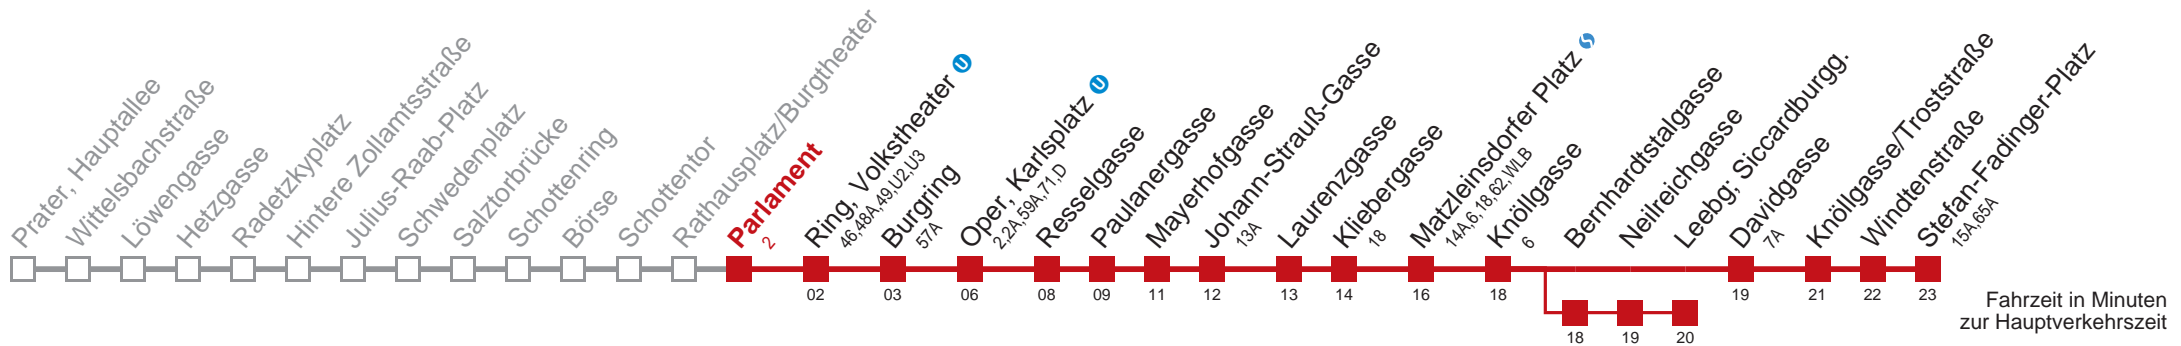 Prater, Hauptallee
Wittelsbachstraße
Löwengasse
Hetzgasse
Radetzkyplatz
Hintere Zollamtsstraße
Julius-Raab-Platz
Schwedenplatz
Salztorbrücke
Schottenring
Börse
Schottentor
Rathausplatz/Burgtheater
Parlament
2
Ring, Volkstheater U
46,48A,49,U2,U3
Burgring
57A
Oper, Karlsplatz U
2,2A,59A,71,D
Resselgasse
Paulanergasse
Mayerhofgasse
Johann-Strauß-Gasse
13A
Laurenzgasse
Kliebergasse
18
Matzleinsdorfer Platz S
14A,6,18,62,WLB
Knöllgasse
6
Bernhardtstalgasse
Neilreichgasse
Leebg; Siccardburgg.
Davidgasse
7A
Knöllgasse/Troststraße
Windtenstraße
Stefan-Fadinger-Platz
15A,65A
02 03 06 08 09 11 12 13 14 16 18 19 21 22 23
18 19 20
Fahrzeit in Minuten
zur Hauptverkehrszeit